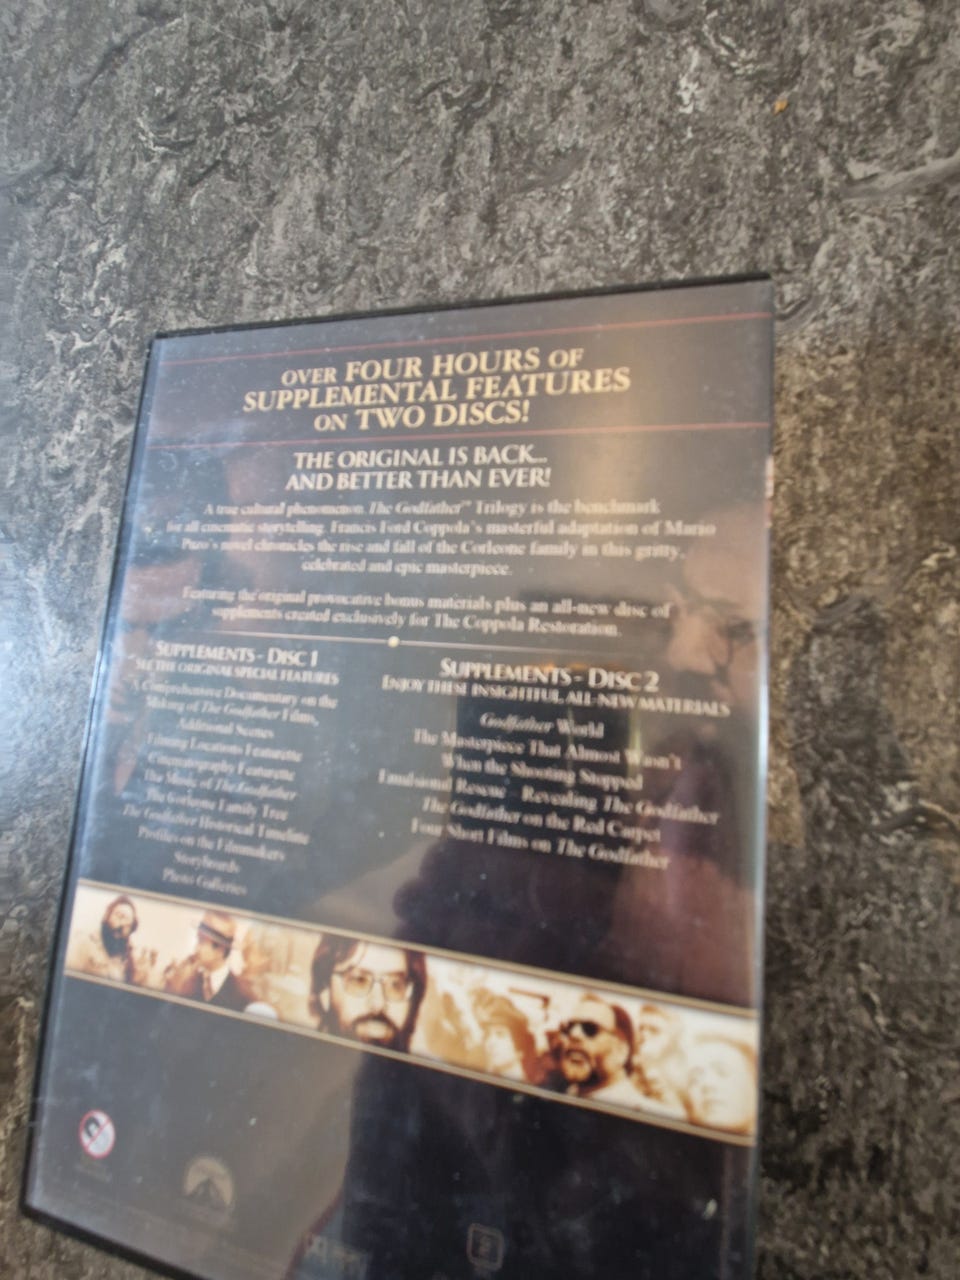 OVER FOUR HOURS OF
SUPPLEMENTAL FEATURES
ON TWO DISCS!
THE ORIGINAL IS BACK...
AND BETTER THAN EVER!
A true cultural phenomenon, The Godfather™ Trilogy is the benchmark
for all cinematic storytelling. Francis Ford Coppola's masterful adaptation of Mario
Puzo's novel chronicles the rise and fall of the Corleone family in this gritty,
celebrated and epic masterpiece.
Featuring the original provocative bonus materials plus an all-new disc of
supplements created exclusively for The Coppola Restoration.
SUPPLEMENTS - DISC 1
SEE THE ORIGINAL SPECIAL FEATURES
A Comprehensive Documentary on the
Making of The Godfather Films,
Additional Scenes
Filming Locations Featurette
Cinematography Featurette
The Music of The Godfather
The Corleone Family Tree
The Godfather Historical Timeline
Profiles on the Filmmakers
Storyboards
Photo Galleries
SUPPLEMENTS - DISC 2
ENJOY THESE INSIGHTFUL, ALL-NEW MATERIALS
Godfather World
The Masterpiece That Almost Wasn't
When the Shooting Stopped
Emulsional Rescue - Revealing The Godfather
The Godfather on the Red Carpet
Four Short Films on The Godfather